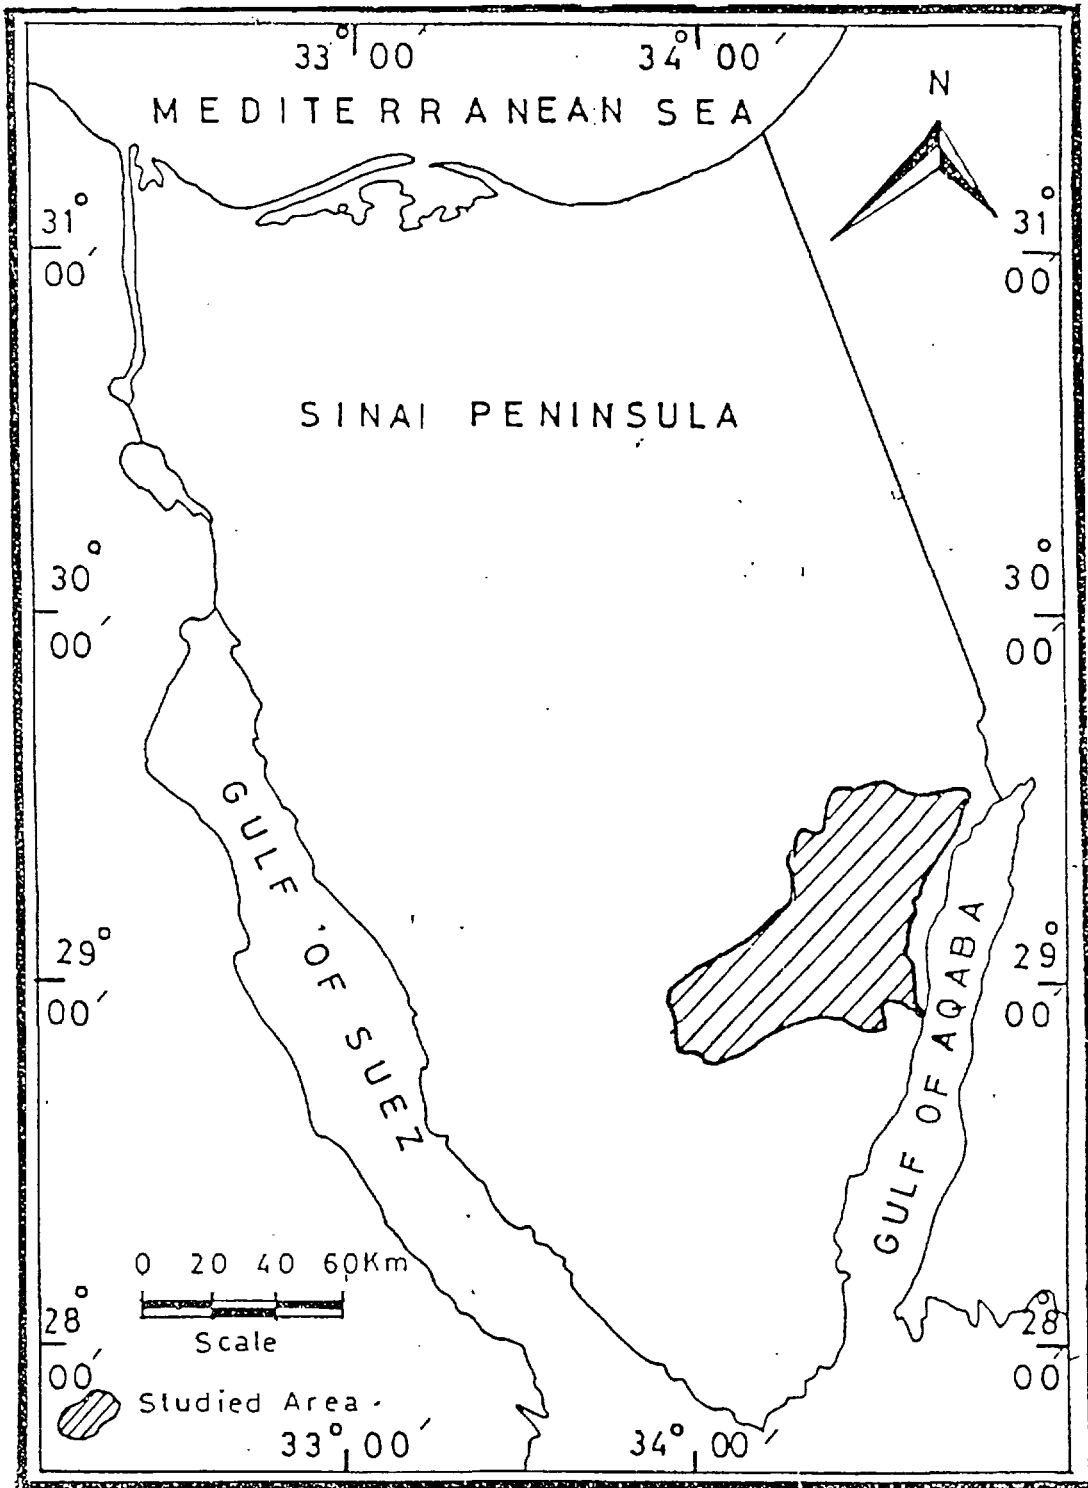 33° 00′ 34° 00′
N
MEDITERRANEAN SEA
31° 31°
00′ 00′
SINAI PENINSULA
30° 30°
00′ 00′
GULF OF SUEZ
29° 29°
00′ 00′
GULF OF AQABA
0 20 40 60Km
Scale
28° 28°
00′ 00′
Studied Area
33° 00′ 34° 00′